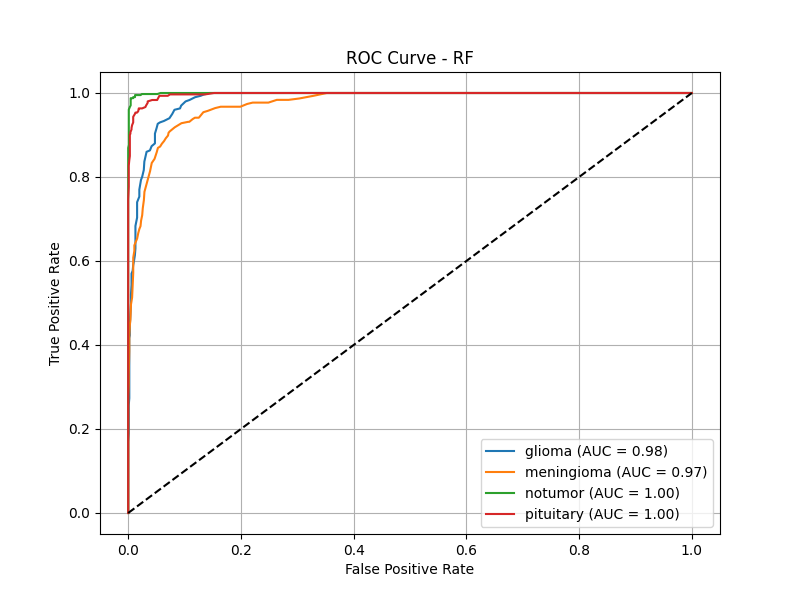 ROC Curve - RF
True Positive Rate
1.0
0.8
0.6
0.4
0.2
0.0
0.0 0.2 0.4 0.6 0.8 1.0
False Positive Rate
glioma (AUC = 0.98)
meningioma (AUC = 0.97)
notumor (AUC = 1.00)
pituitary (AUC = 1.00)